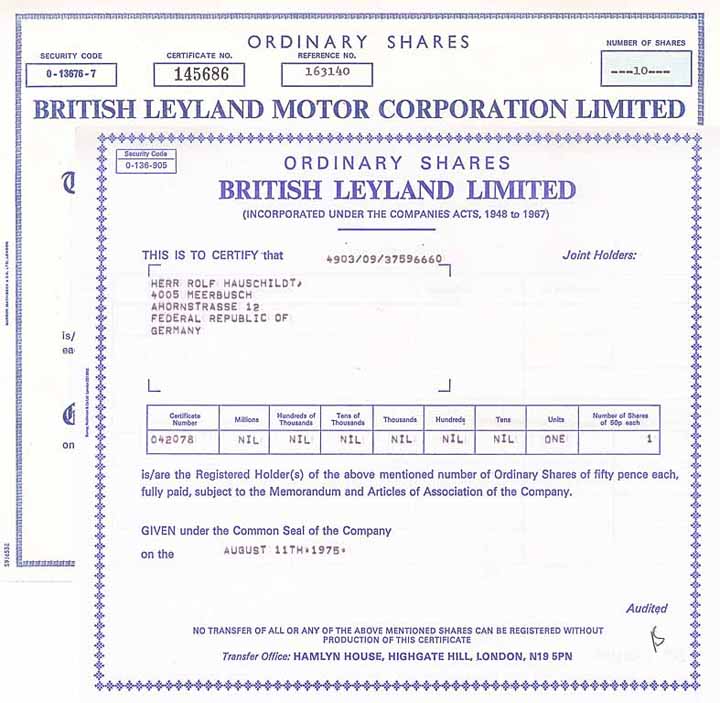 ORDINARY SHARES
SECURITY CODE
0-13676-7
CERTIFICATE NO.
145686
REFERENCE NO.
163140
NUMBER OF SHARES
---10---
BRITISH LEYLAND MOTOR CORPORATION LIMITED
is/
ea
on
Security Code
0-136-905
ORDINARY SHARES
BRITISH LEYLAND LIMITED
(INCORPORATED UNDER THE COMPANIES ACTS, 1948 to 1967)
THIS IS TO CERTIFY that
4903/09/37596660
Joint Holders:
HERR ROLF HAUSCHILDT,
4005 MEERBUSCH
AHORNSTRASSE 12
FEDERAL REPUBLIC OF
GERMANY
Certificate Number Millions Hundreds of Thousands Tens of Thousands Thousands Hundreds Tens Units Number of Shares of 50p each
042078 NIL NIL NIL NIL NIL NIL ONE 1
is/are the Registered Holder(s) of the above mentioned number of Ordinary Shares of fifty pence each,
fully paid, subject to the Memorandum and Articles of Association of the Company.
GIVEN under the Common Seal of the Company
on the AUGUST 11TH.1975.
Audited
NO TRANSFER OF ALL OR ANY OF THE ABOVE MENTIONED SHARES CAN BE REGISTERED WITHOUT
PRODUCTION OF THIS CERTIFICATE
Transfer Office: HAMLYN HOUSE, HIGHGATE HILL, LONDON, N19 5PN